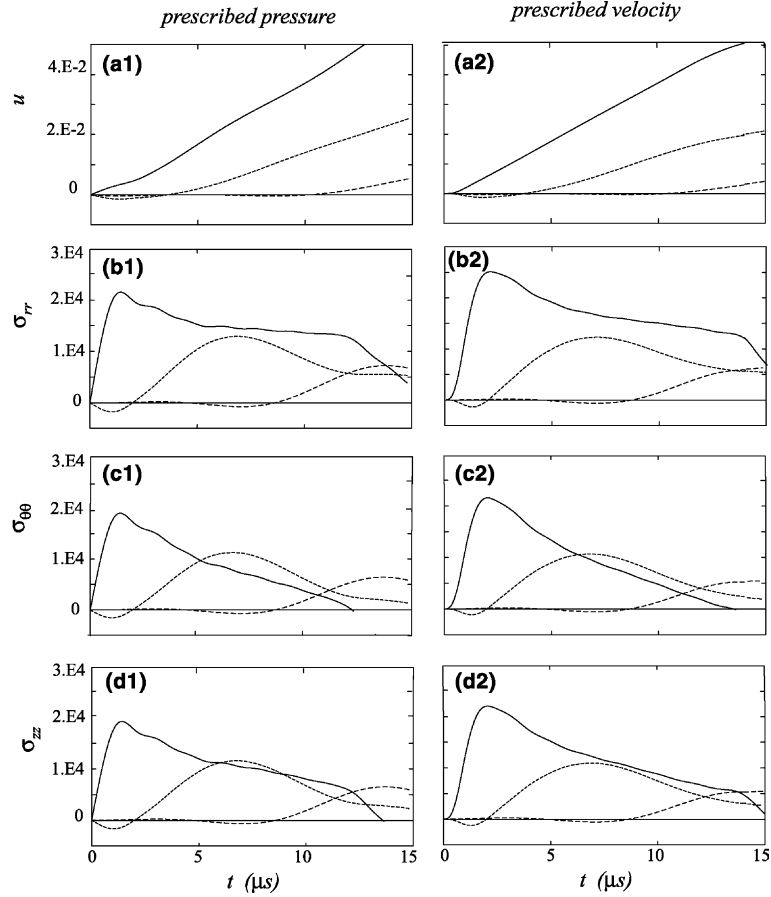 prescribed pressure
prescribed velocity
(a1)
(a2)
4.E-2
2.E-2
0
u
(b1)
(b2)
3.E4
2.E4
1.E4
0
σrr
(c1)
(c2)
3.E4
2.E4
1.E4
0
σθθ
(d1)
(d2)
3.E4
2.E4
1.E4
0
σzz
0 5 10 15
0 5 10 15
t (μs)
t (μs)